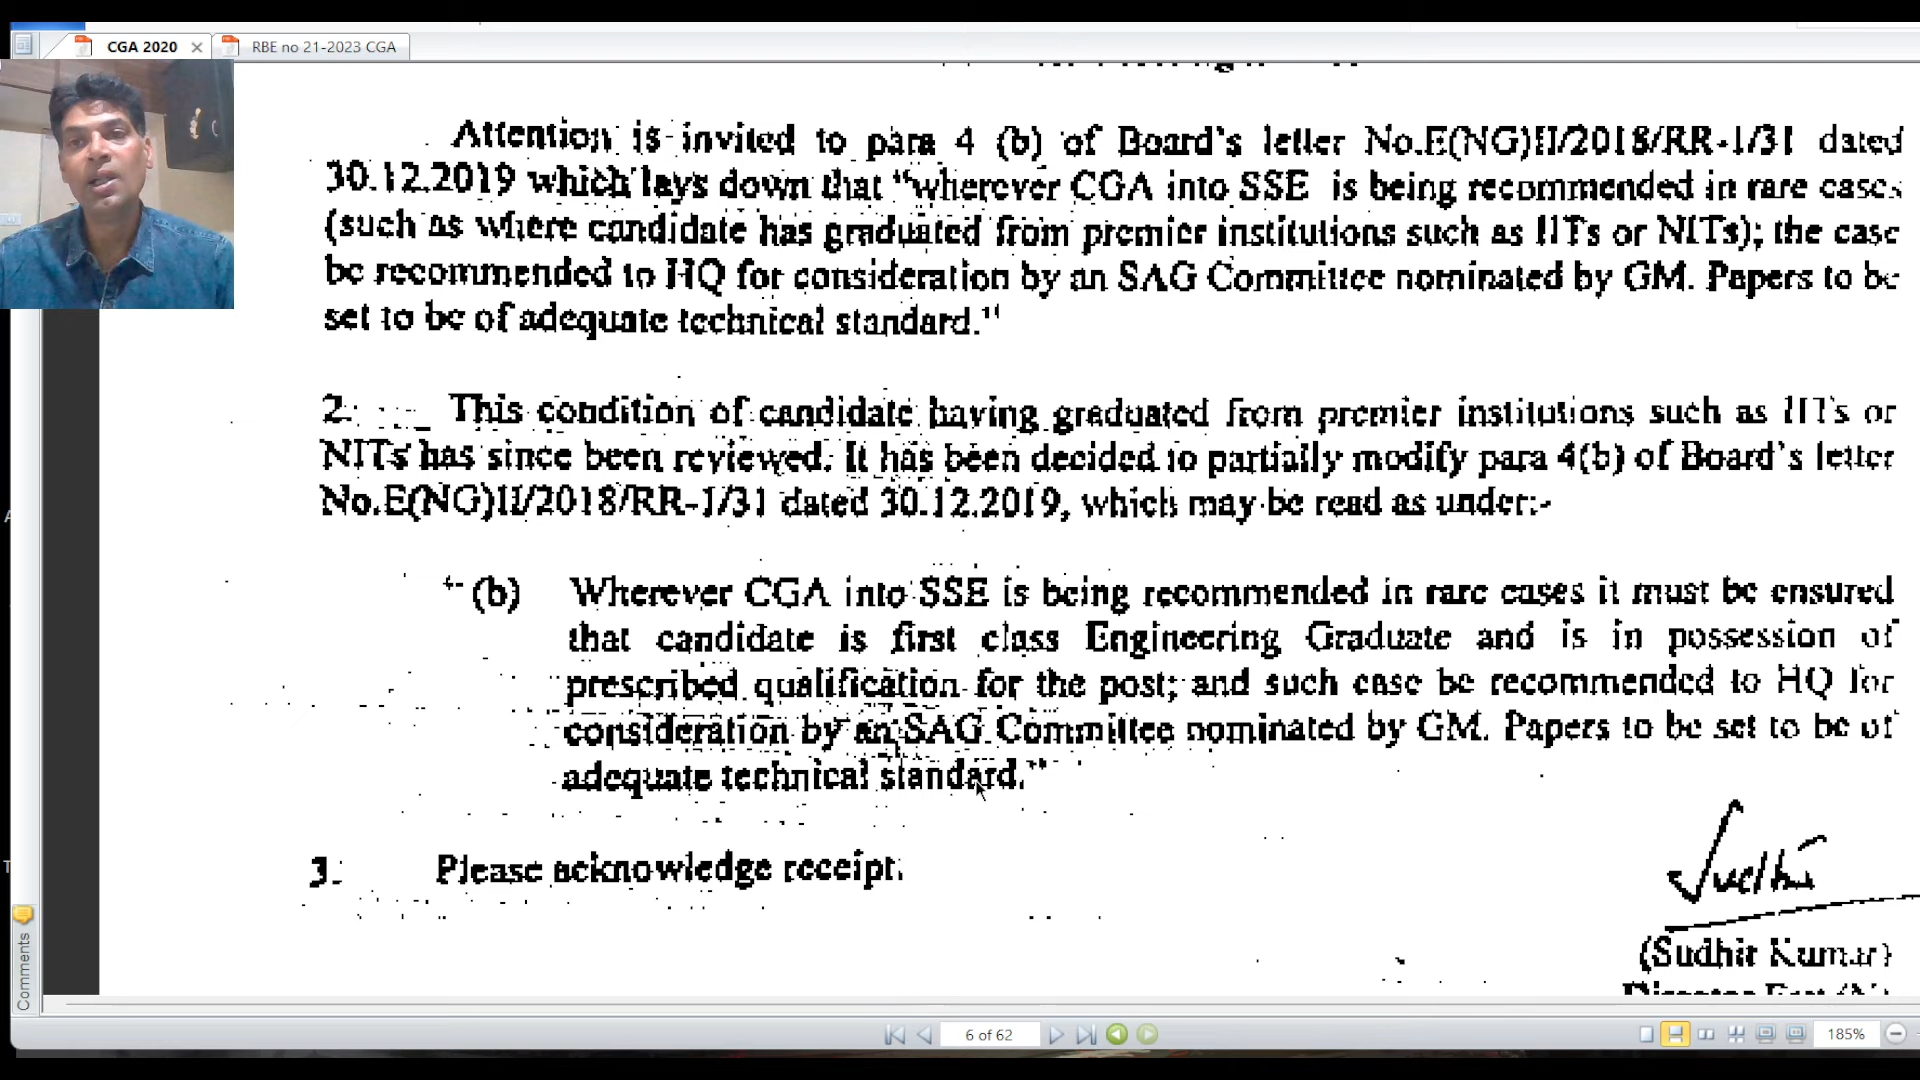 CGA 2020
RBE no 21-2023 CGA
Attention is invited to para 4 (b) of Board's letter No.E(NG)II/2018/RR-1/31 dated
30.12.2019 which lays down that "wherever CGA into SSE is being recommended in rare cases
(such as where candidate has graduated from premier institutions such as IITs or NITs); the case
be recommended to HQ for consideration by an SAG Committee nominated by GM. Papers to be
set to be of adequate technical standard."
2. This condition of candidate having graduated from premier institutions such as IITs or
NITs has since been reviewed. It has been decided to partially modify para 4(b) of Board's letter
No.E(NG)II/2018/RR-1/31 dated 30.12.2019, which may be read as under:-
"(b) Wherever CGA into SSE is being recommended in rare cases it must be ensured
that candidate is first class Engineering Graduate and is in possession of
prescribed qualification for the post; and such case be recommended to HQ for
consideration by an SAG Committee nominated by GM. Papers to be set to be of
adequate technical standard."
3. Please acknowledge receipt.
(Sudhir Kumar)
Comments
6 of 62
185%